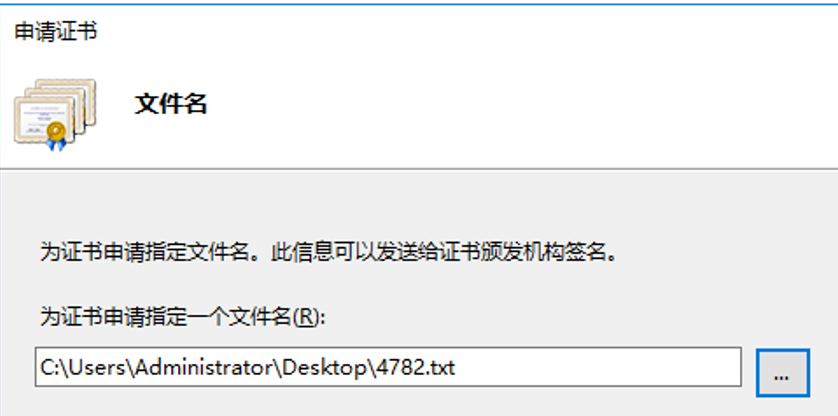 申请证书
文件名
为证书申请指定文件名。此信息可以发送给证书颁发机构签名。
为证书申请指定一个文件名(R):
C:\Users\Administrator\Desktop\4782.txt
...